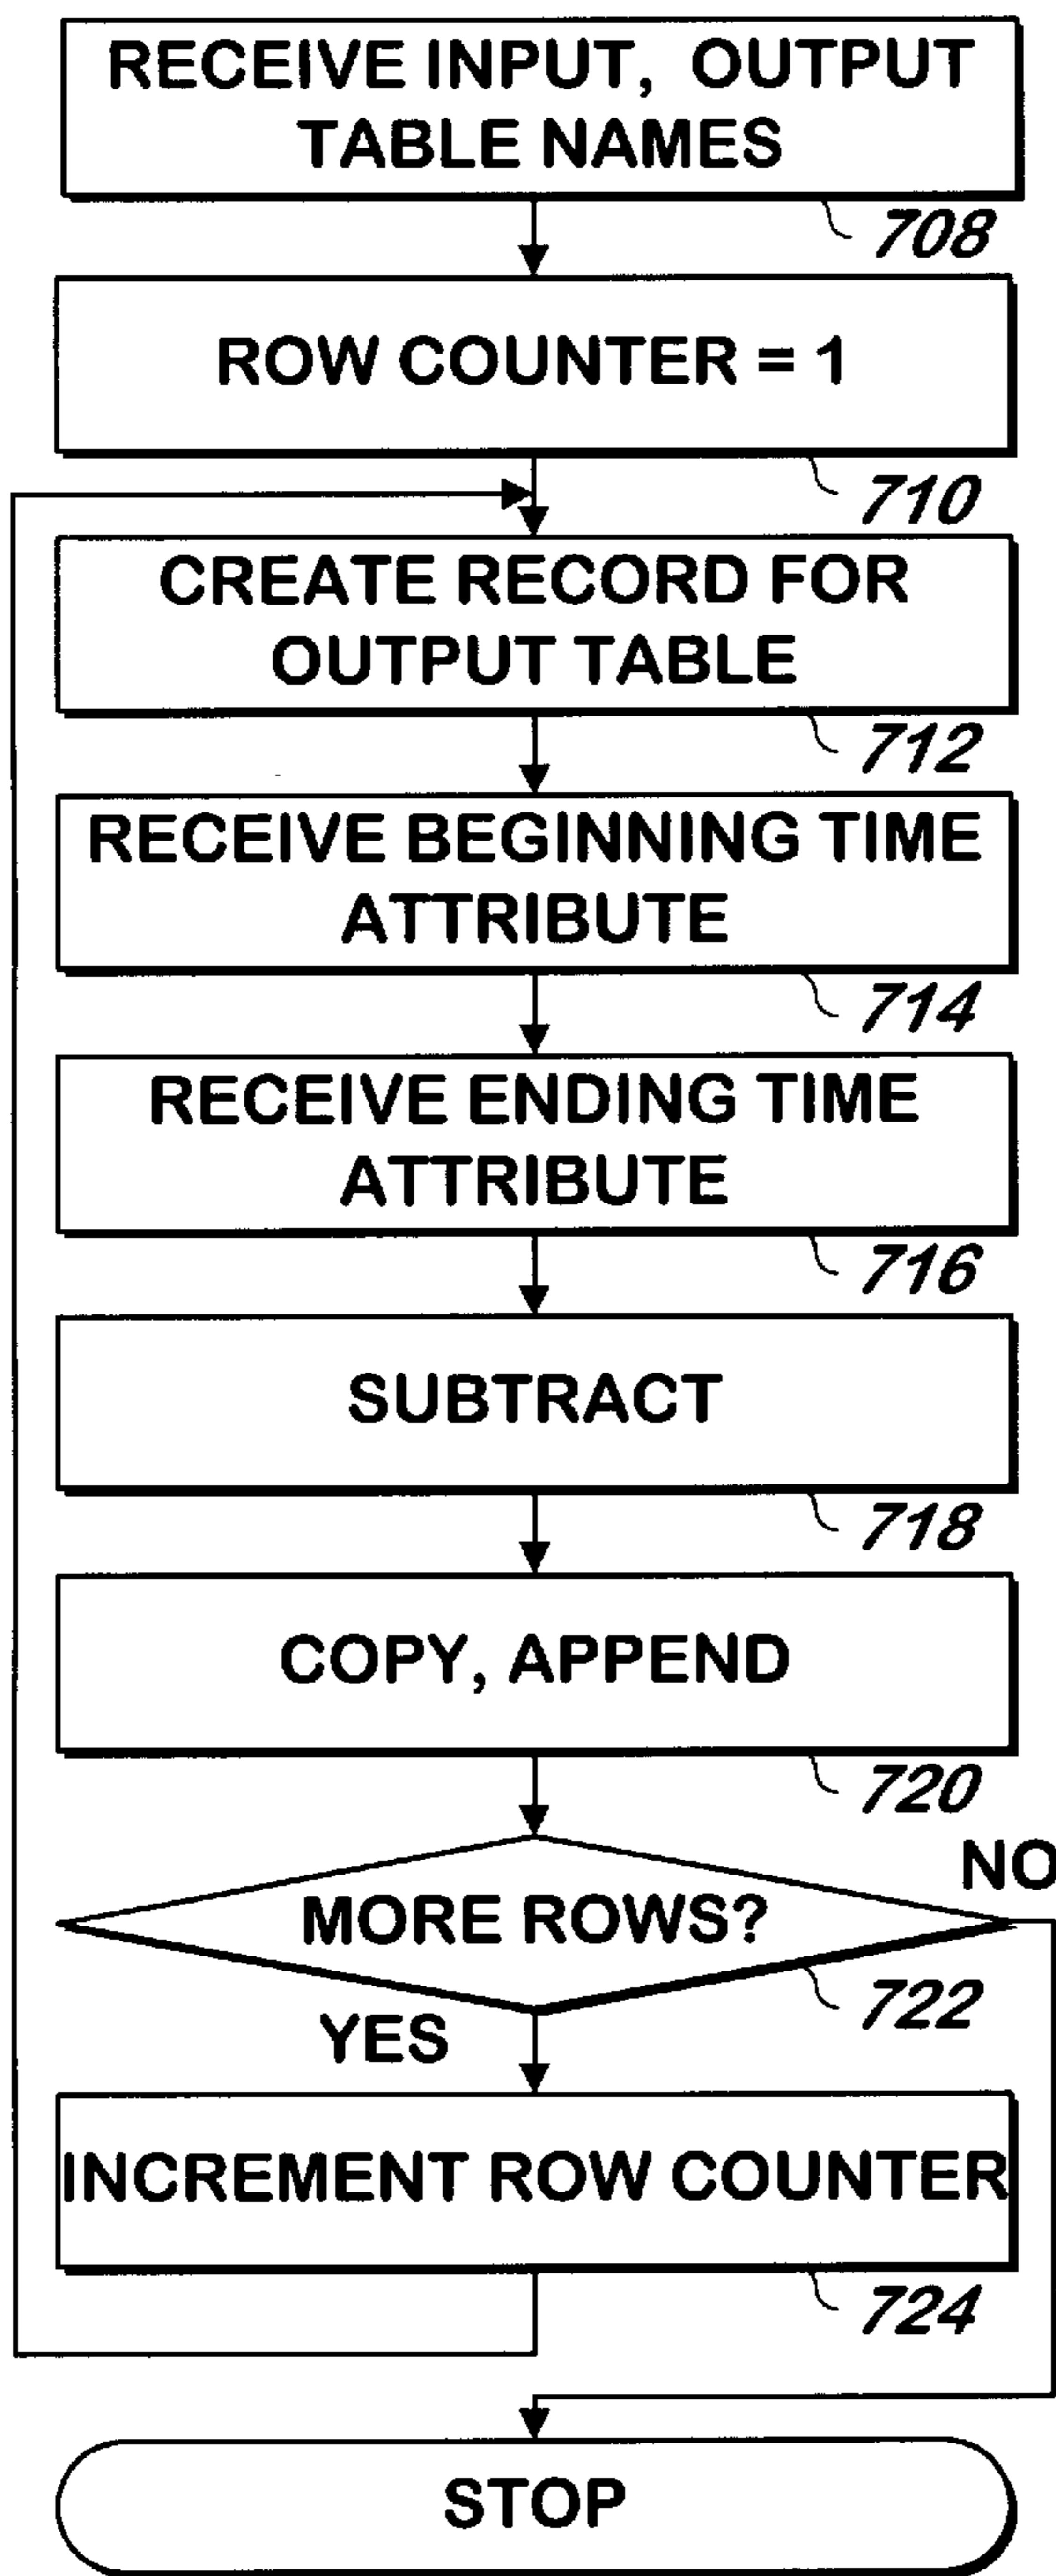 RECEIVE INPUT, OUTPUT
TABLE NAMES
708
ROW COUNTER = 1
710
CREATE RECORD FOR
OUTPUT TABLE
712
RECEIVE BEGINNING TIME
ATTRIBUTE
714
RECEIVE ENDING TIME
ATTRIBUTE
716
SUBTRACT
718
COPY, APPEND
720
NO
MORE ROWS?
722
YES
INCREMENT ROW COUNTER
724
STOP